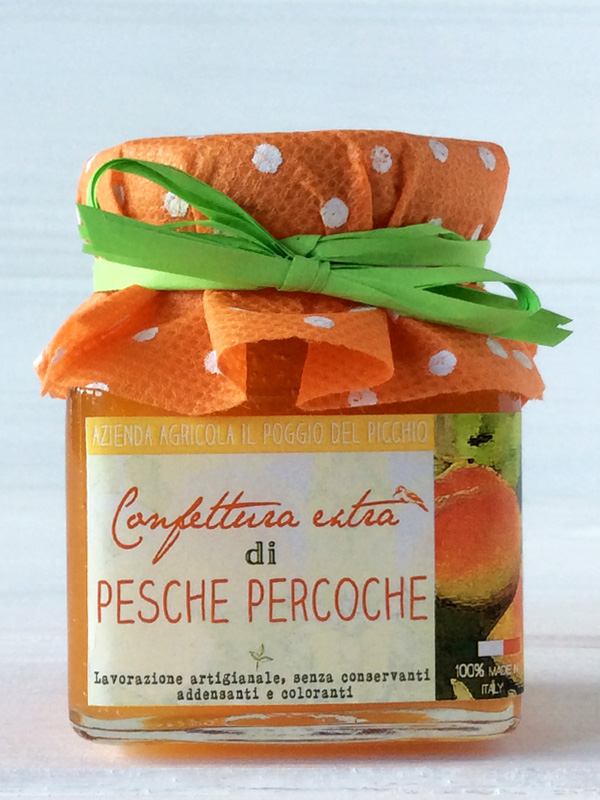 AZIENDA AGRICOLA IL POGGIO DEL PICCHIO
Confettura extra
di
PESCHE PERCOCHE
Lavorazione artigianale, senza conservanti
addensanti e coloranti
100% MADE IN
ITALY